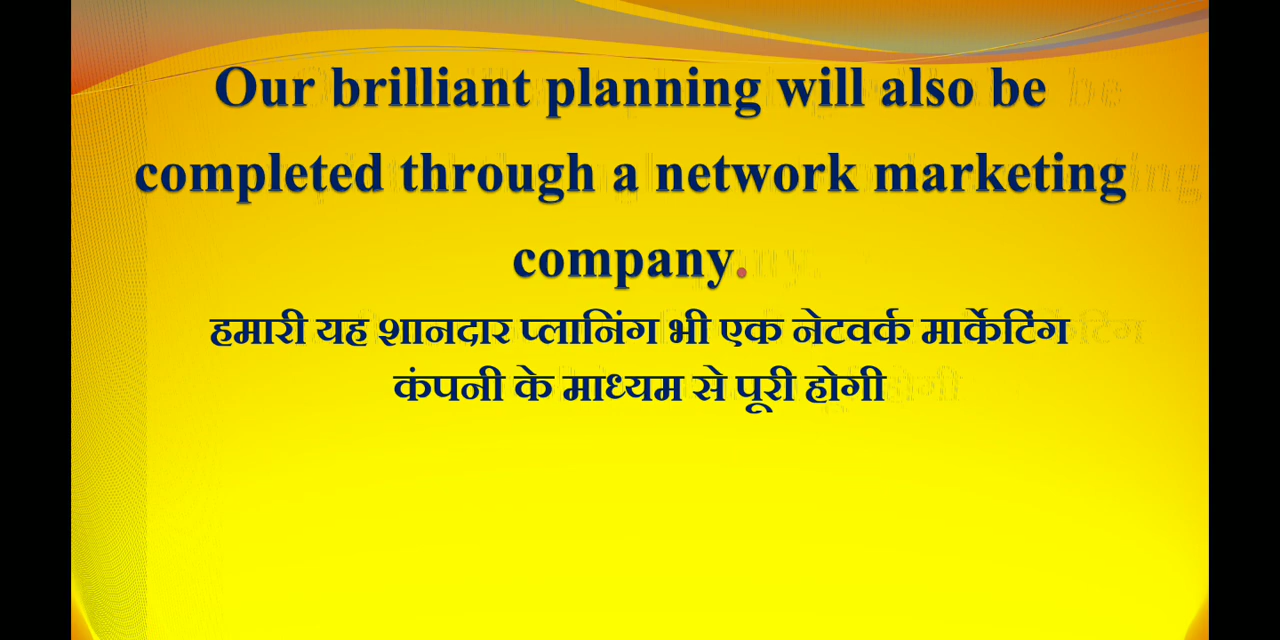 Our brilliant planning will also be
completed through a network marketing
company.
हमारी यह शानदार प्लानिंग भी एक नेटवर्क मार्केटिंग
कंपनी के माध्यम से पूरी होगी